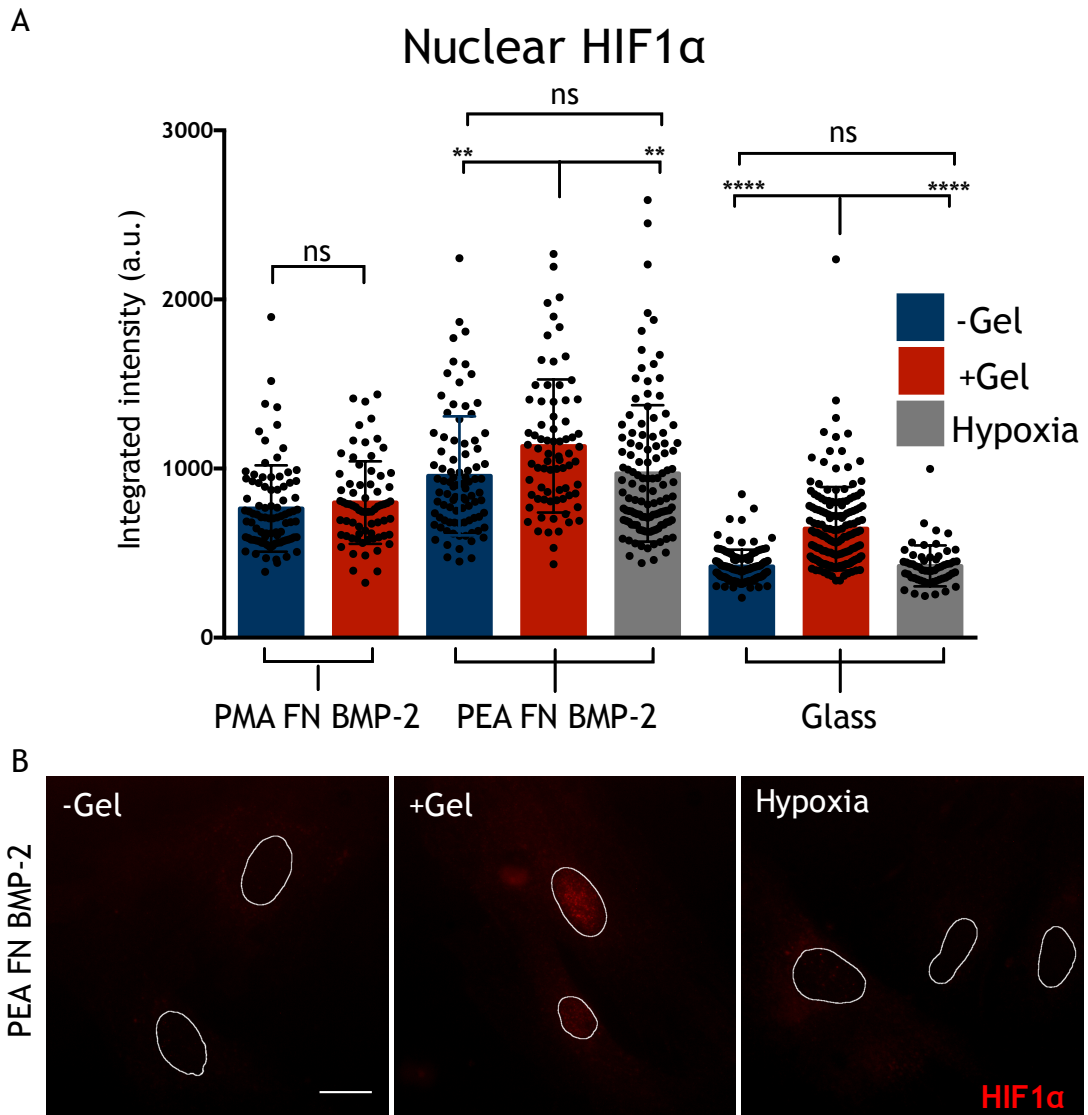 A
Nuclear HIF1α
ns
3000
ns
** **
**** ****
ns
Integrated intensity (a.u.)
2000
-Gel
+Gel
Hypoxia
1000
0
PMA FN BMP-2 PEA FN BMP-2 Glass
B
-Gel +Gel Hypoxia
PEA FN BMP-2
HIF1α